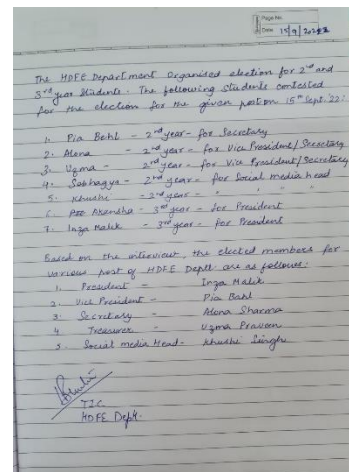 Page No.
Date 15/9/2022
The HDFE Department Organised election for 2nd and
3rd year Students. The following students contested
for the election for the given post on 15th Sept.'22:
1. Pia Bahl - 2nd year - for Secretary
2. Alena - 2nd year - for Vice President/Secretary
3. Uzma - 2nd year - for Vice President/Secretary
4. Sobhagya - 2nd year - for Social media head
5. Khushi - 2nd year - " " "
6. Akansha - 3rd year - for President
7. Inza Malik - 3rd year - for President
Based on the interview, the elected members for
various post of HDFE Deptt. are as follows:-
1. President - Inza Malik
2. Vice President - Pia Bahl
3. Secretary - Alena Sharma
4 Treasurer - Uzma Praveen
5. Social media Head - Khushi Singh
TIC
HDFE Deptt.